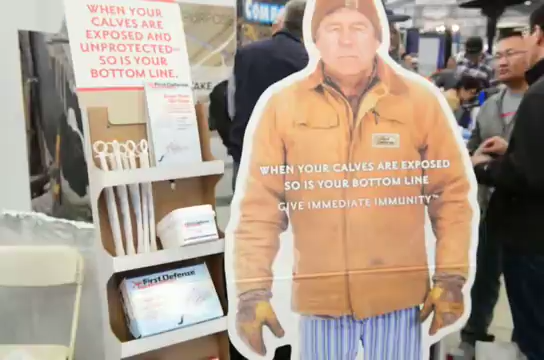 WHEN YOUR
CALVES ARE
EXPOSED AND
UNPROTECTED
SO IS YOUR
BOTTOM LINE.
First Defense
CAKE
WHEN YOUR CALVES ARE EXPOSED
SO IS YOUR BOTTOM LINE
GIVE IMMEDIATE IMMUNITY™
First Defense